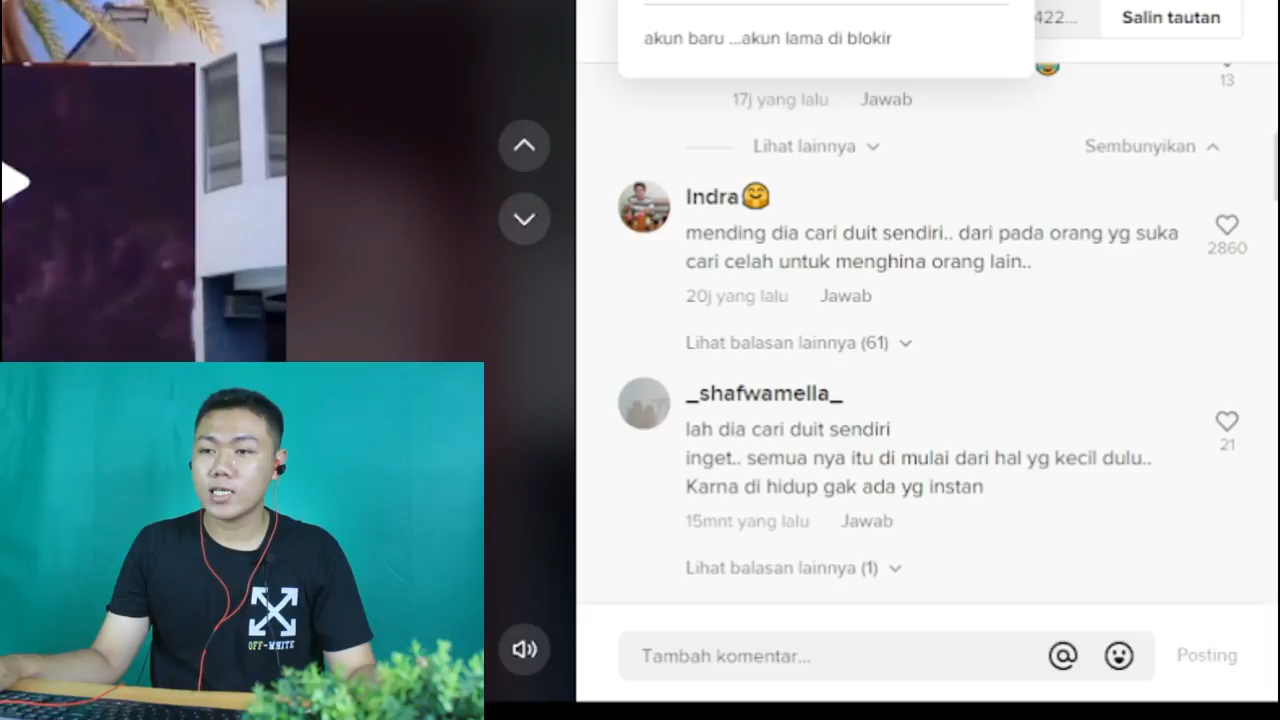 422...
Salin tautan
akun baru ...akun lama di blokir
13
17j yang lalu Jawab
Lihat lainnya
Sembunyikan
Indra🤗
mending dia cari duit sendiri.. dari pada orang yg suka
cari celah untuk menghina orang lain..
2860
20j yang lalu Jawab
Lihat balasan lainnya (61)
_shafwamella_
lah dia cari duit sendiri
inget.. semua nya itu di mulai dari hal yg kecil dulu..
Karna di hidup gak ada yg instan
21
15mnt yang lalu Jawab
Lihat balasan lainnya (1)
Tambah komentar...
Posting
OFF-WHITE